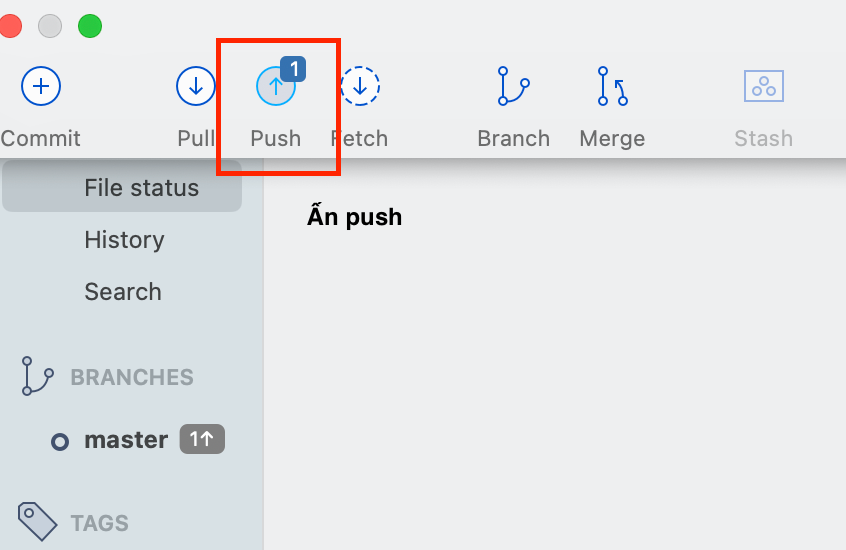 1
Commit
Pull
Push
Fetch
Branch
Merge
Stash
File status
History
Search
Ấn push
BRANCHES
master 1↑
TAGS